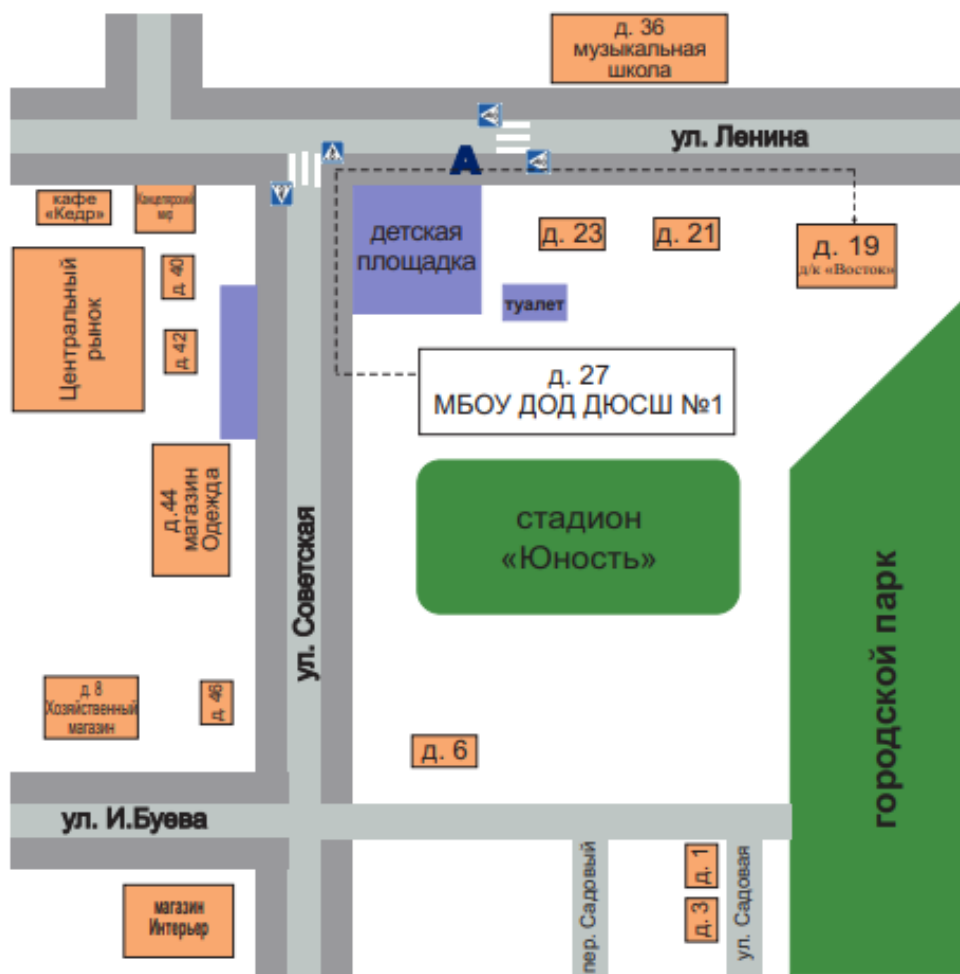 д. 36
музыкальная
школа
ул. Ленина
А
кафе
«Кедр»
Канцелярский
мир
детская
площадка
д. 23
д. 21
д. 19
д/к «Восток»
Центральный
рынок
д. 40
туалет
д. 42
д. 27
МБОУ ДОД ДЮСШ №1
д.44
магазин
Одежда
стадион
«Юность»
ул. Советская
городской парк
д. 8
Хозяйственный
магазин
д. 46
д. 6
ул. И.Буева
пер. Садовый
д. 1
д. 3
ул. Садовая
магазин
Интерьер